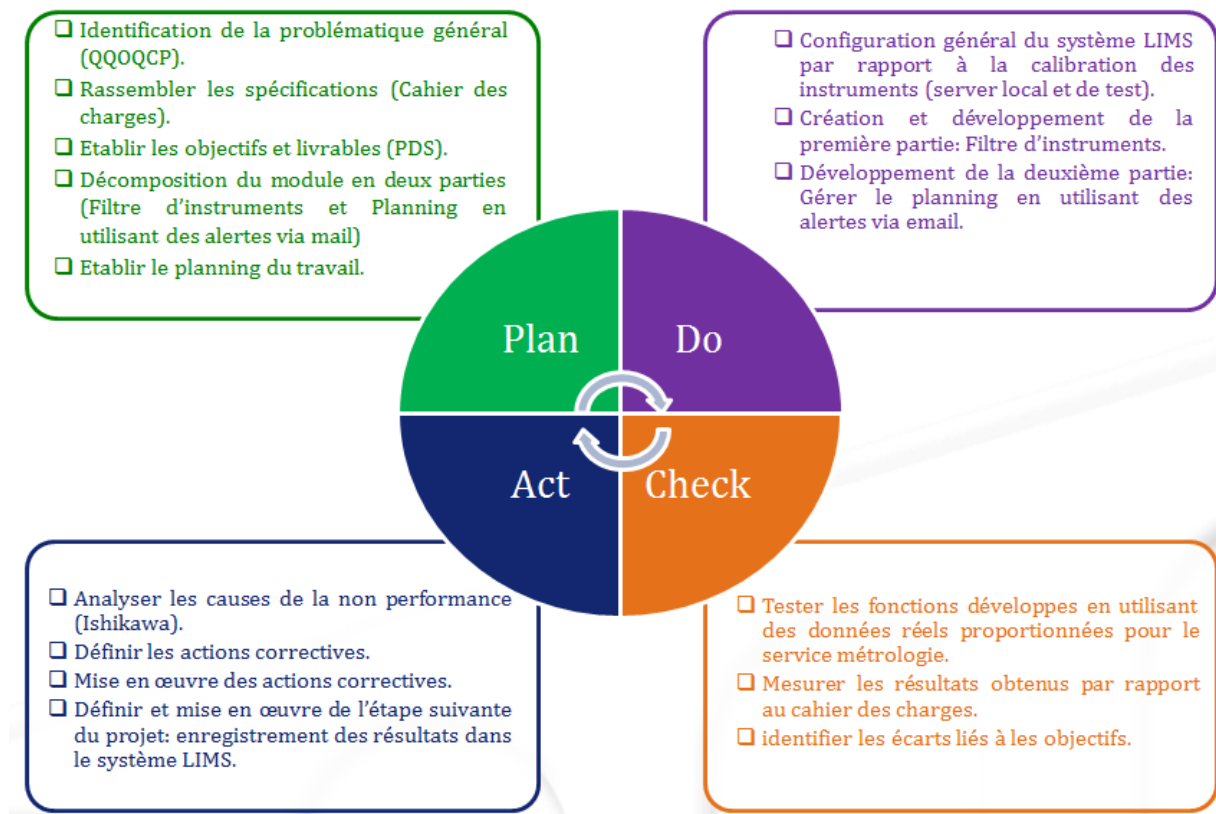 ❑ Identification de la problématique général
(QQOQCP).
❑ Rassembler les spécifications (Cahier des
charges).
❑ Etablir les objectifs et livrables (PDS).
❑ Décomposition du module en deux parties
(Filtre d'instruments et Planning en
utilisant des alertes via mail)
❑ Etablir le planning du travail.
❑ Configuration général du système LIMS
par rapport à la calibration des
instruments (server local et de test).
❑ Création et développement de la
première partie: Filtre d'instruments.
❑ Développement de la deuxième partie:
Gérer le planning en utilisant des
alertes via email.
Plan
Do
Act
Check
❑ Analyser les causes de la non performance
(Ishikawa).
❑ Définir les actions correctives.
❑ Mise en œuvre des actions correctives.
❑ Définir et mise en œuvre de l'étape suivante
du projet: enregistrement des résultats dans
le système LIMS.
❑ Tester les fonctions développes en utilisant
des données réels proportionnées pour le
service métrologie.
❑ Mesurer les résultats obtenus par rapport
au cahier des charges.
❑ identifier les écarts liés à les objectifs.